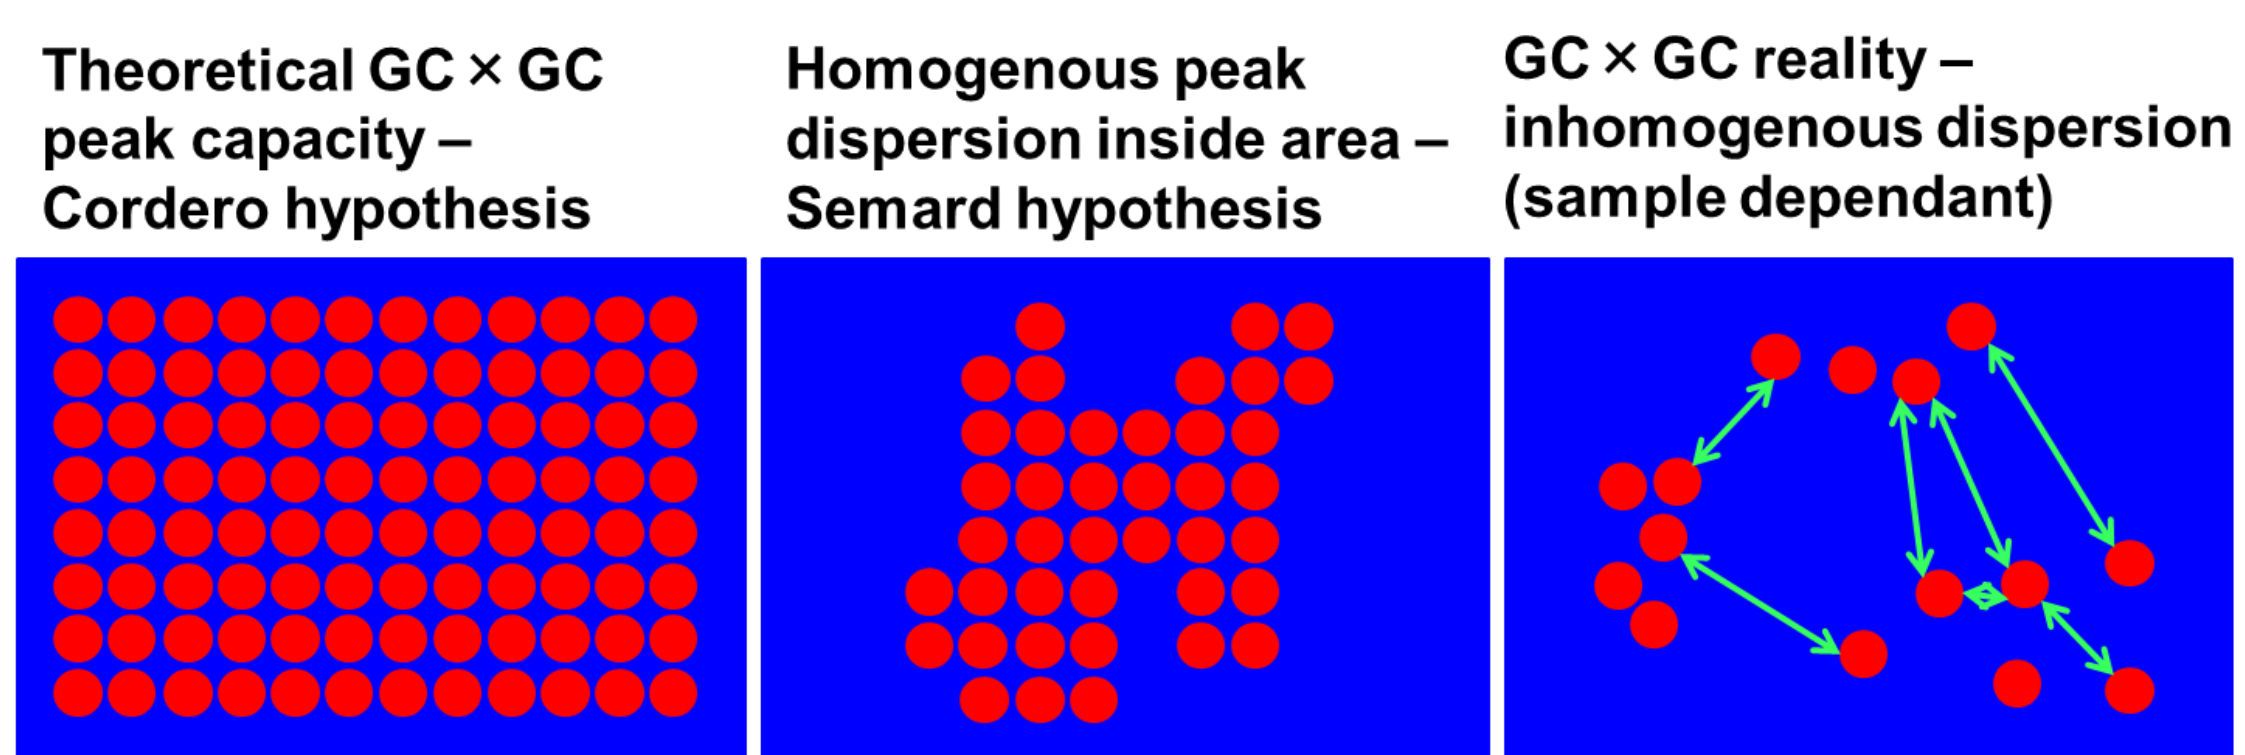 Theoretical GC × GC
peak capacity –
Cordero hypothesis
Homogenous peak
dispersion inside area –
Semard hypothesis
GC × GC reality –
inhomogenous dispersion
(sample dependant)